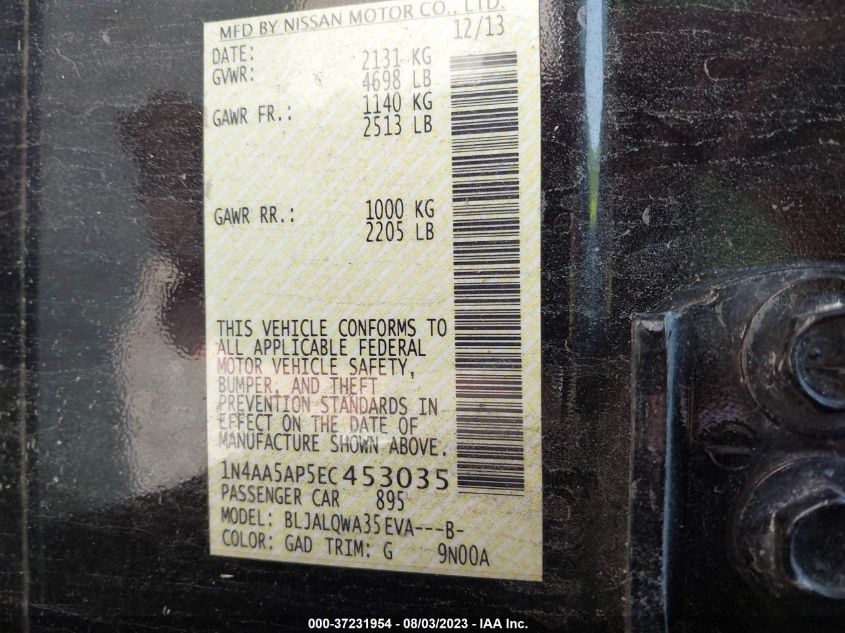 MFD BY NISSAN MOTOR CO., LTD.
DATE: 12/13
GVWR: 2131 KG
4698 LB
GAWR FR.: 1140 KG
2513 LB
GAWR RR.: 1000 KG
2205 LB
THIS VEHICLE CONFORMS TO
ALL APPLICABLE FEDERAL
MOTOR VEHICLE SAFETY,
BUMPER, AND THEFT
PREVENTION STANDARDS IN
EFFECT ON THE DATE OF
MANUFACTURE SHOWN ABOVE.
1N4AA5AP5EC453035
PASSENGER CAR 895
MODEL: BLJALQWA35EVA---B-
COLOR: GAD TRIM: G 9N00A
000-37231954 - 08/03/2023 - IAA Inc.